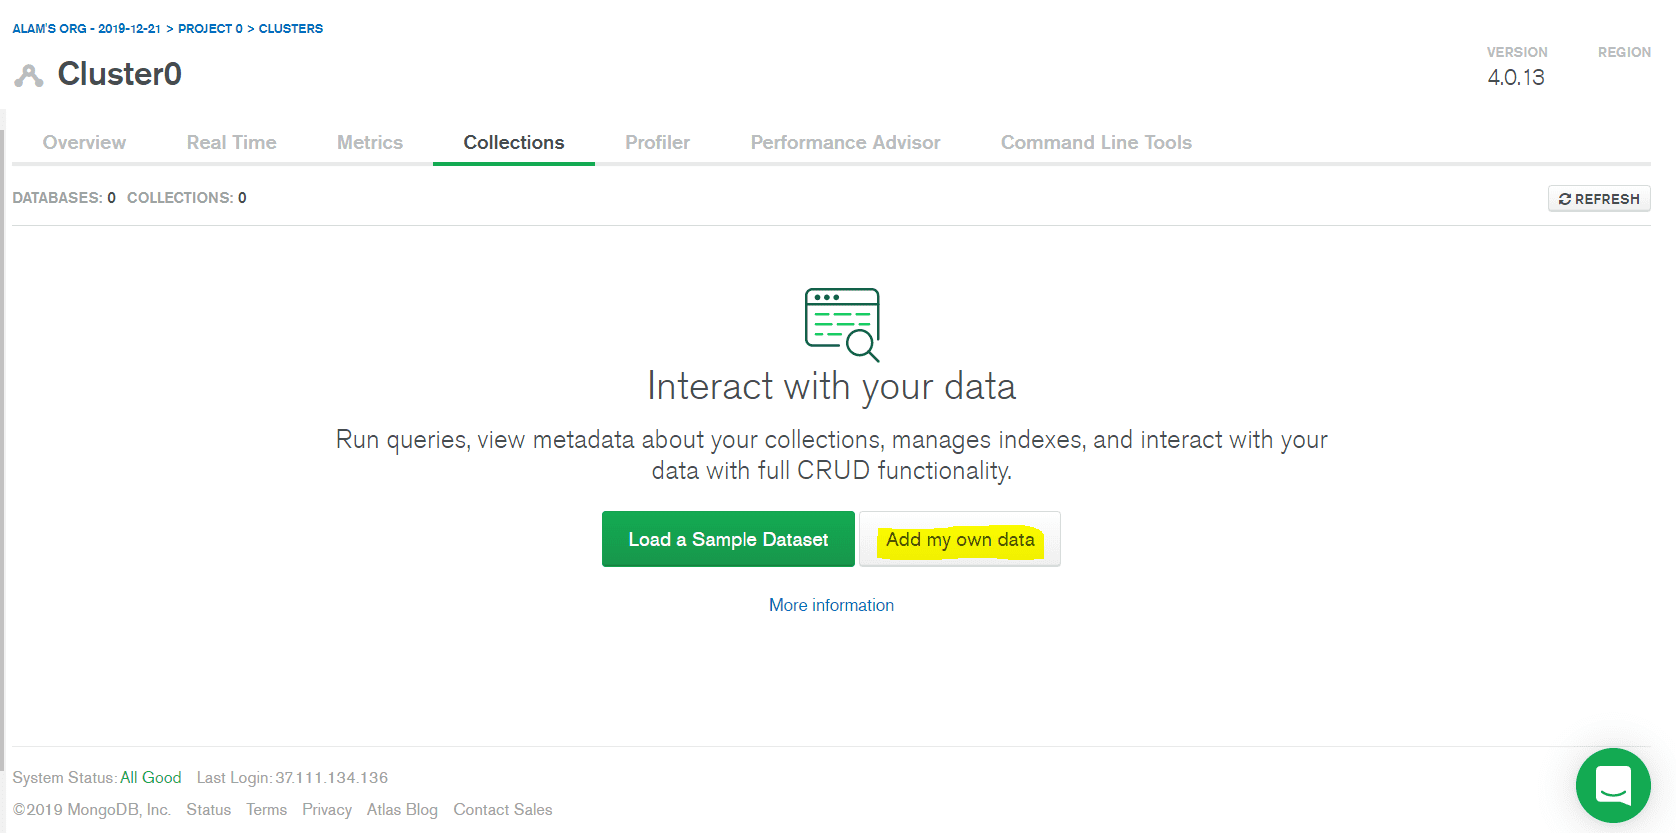 ALAM'S ORG - 2019-12-21 > PROJECT 0 > CLUSTERS
Cluster0
VERSION REGION
4.0.13
Overview Real Time Metrics Collections Profiler Performance Advisor Command Line Tools
DATABASES: 0 COLLECTIONS: 0
REFRESH
Interact with your data
Run queries, view metadata about your collections, manages indexes, and interact with your
data with full CRUD functionality.
Load a Sample Dataset Add my own data
More information
System Status: All Good Last Login: 37.111.134.136
©2019 MongoDB, Inc. Status Terms Privacy Atlas Blog Contact Sales